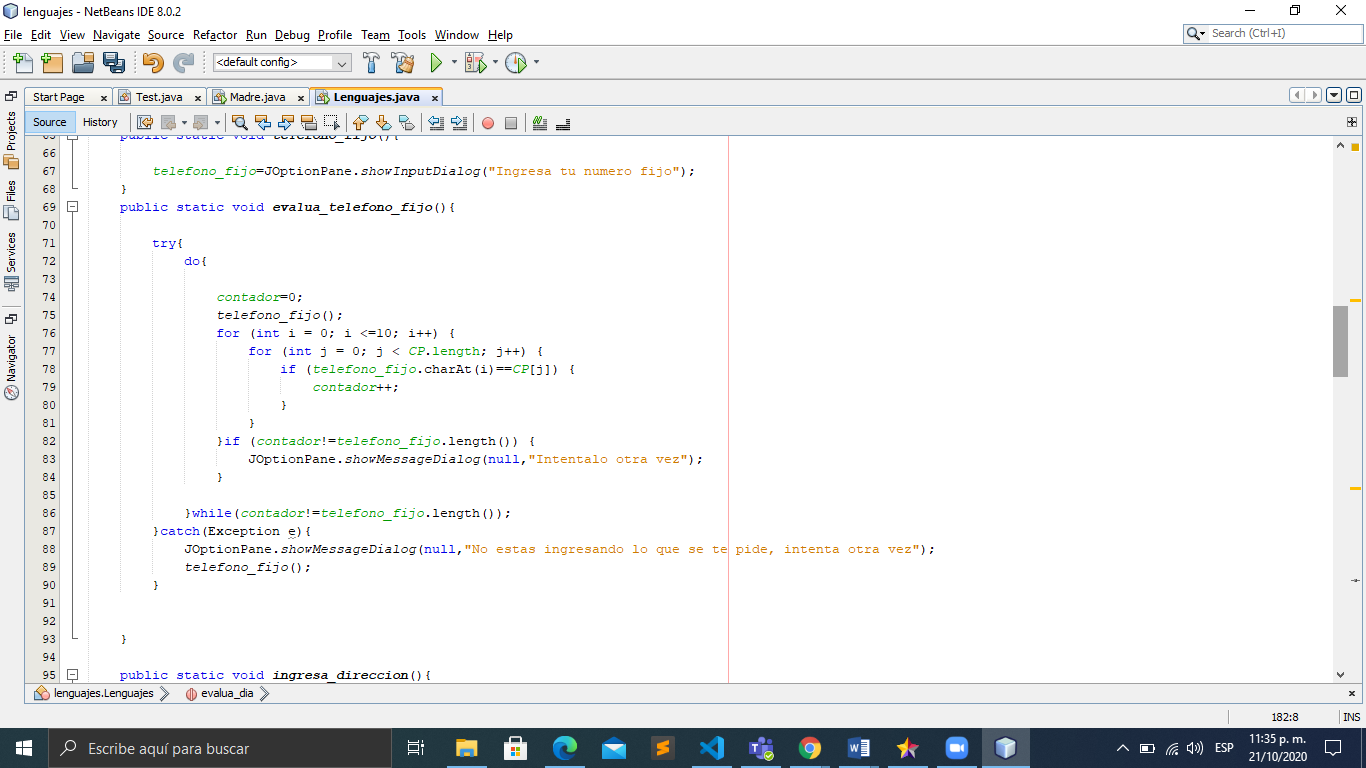 lenguajes - NetBeans IDE 8.0.2
File Edit View Navigate Source Refactor Run Debug Profile Team Tools Window Help
Search (Ctrl+I)
<default config>
Start Page Test.java Madre.java Lenguajes.java
Source History
Projects
Files
Services
Navigator
65 public static void telefono_fijo(){
66
67 telefono_fijo=JOptionPane.showInputDialog("Ingresa tu numero fijo");
68 }
69 public static void evalua_telefono_fijo(){
70
71 try{
72 do{
73
74 contador=0;
75 telefono_fijo();
76 for (int i = 0; i <=10; i++) {
77 for (int j = 0; j < CP.length; j++) {
78 if (telefono_fijo.charAt(i)==CP[j]) {
79 contador++;
80 }
81 }
82 }if (contador!=telefono_fijo.length()) {
83 JOptionPane.showMessageDialog(null,"Intentalo otra vez");
84 }
85
86 }while(contador!=telefono_fijo.length());
87 }catch(Exception e){
88 JOptionPane.showMessageDialog(null,"No estas ingresando lo que se te pide, intenta otra vez");
89 telefono_fijo();
90 }
91
92
93 }
94
95 public static void ingresa_direccion(){
lenguajes.Lenguajes evalua_dia
182:8 INS
Escribe aquí para buscar
ESP
11:35 p. m.
21/10/2020